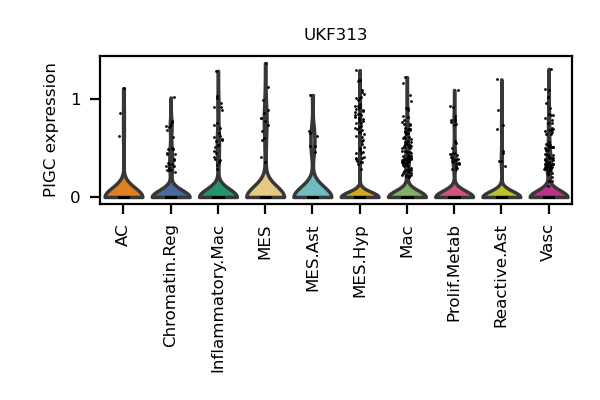 UKF313
PIGC expression
1
0
AC
Chromatin.Reg
Inflammatory.Mac
MES
MES.Ast
MES.Hyp
Mac
Prolif.Metab
Reactive.Ast
Vasc